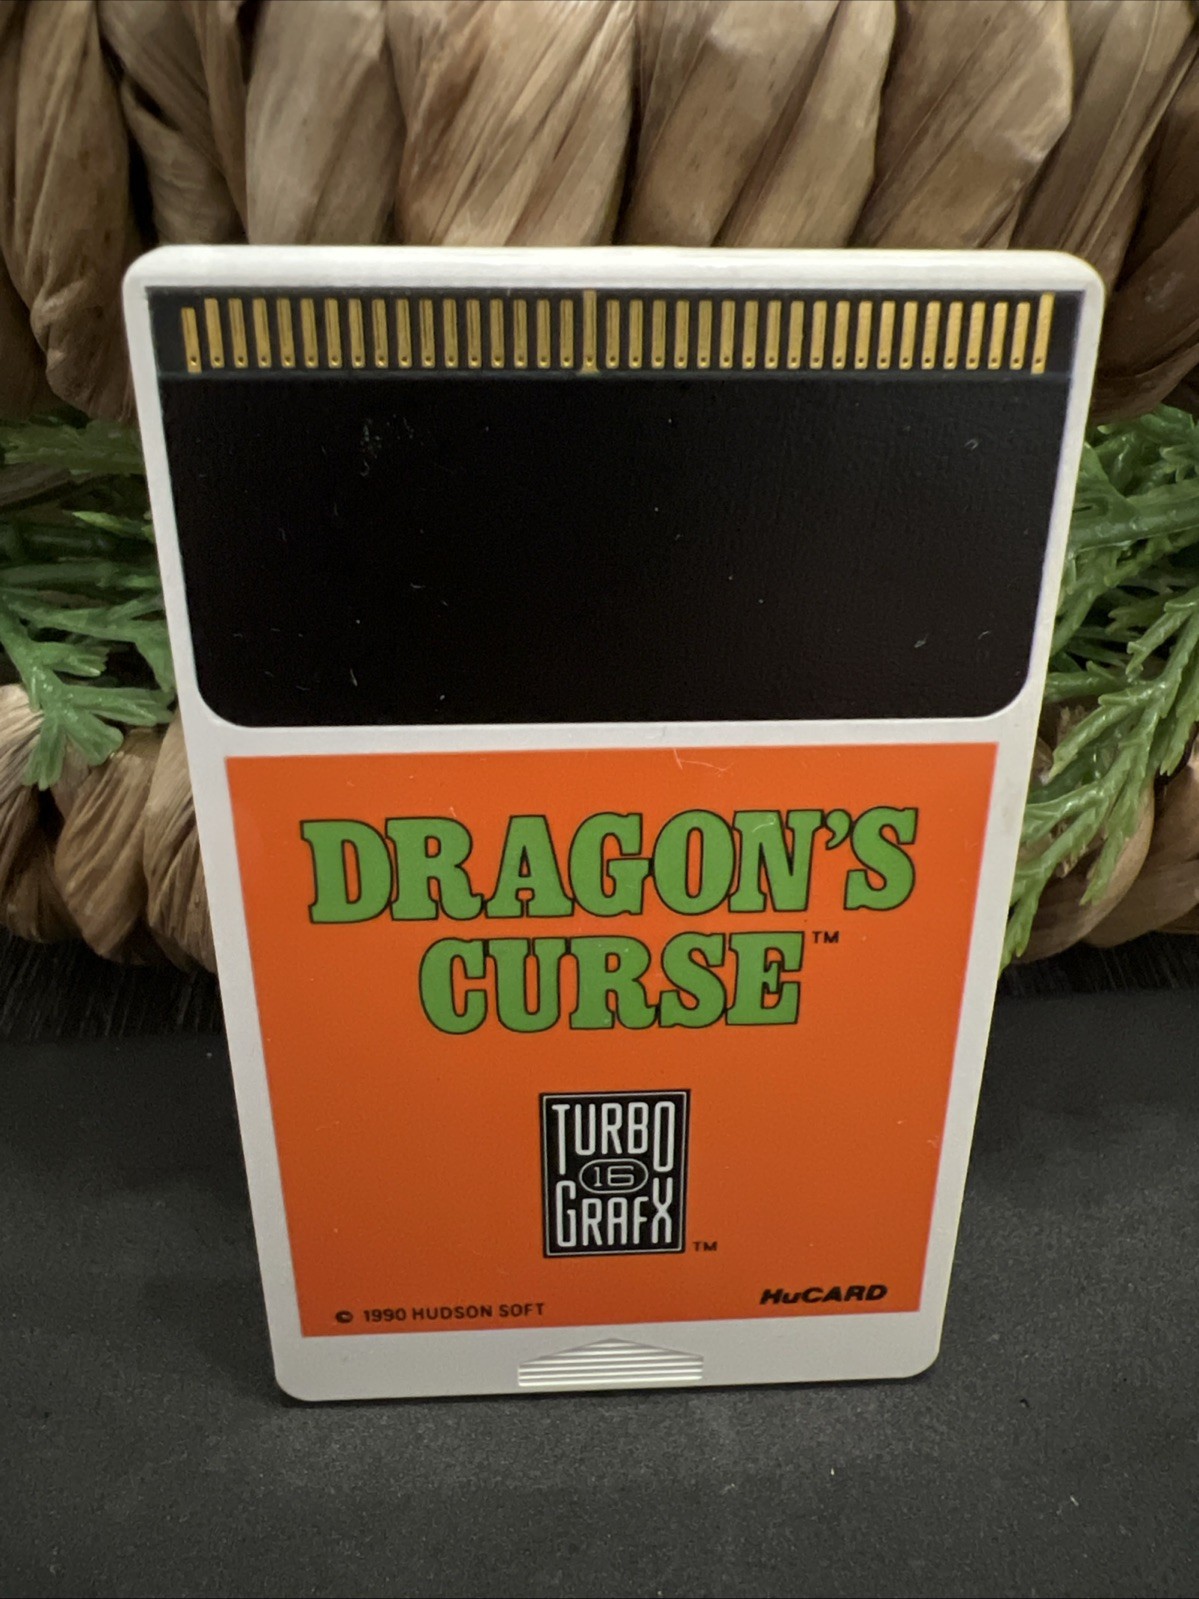 DRAGON'S
CURSE™
TURBO
16
GRAFX
™
HuCARD
© 1990 HUDSON SOFT